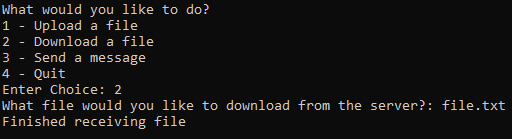 What would you like to do?
1 - Upload a file
2 - Download a file
3 - Send a message
4 - Quit
Enter Choice: 2
What file would you like to download from the server?: file.txt
Finished receiving file